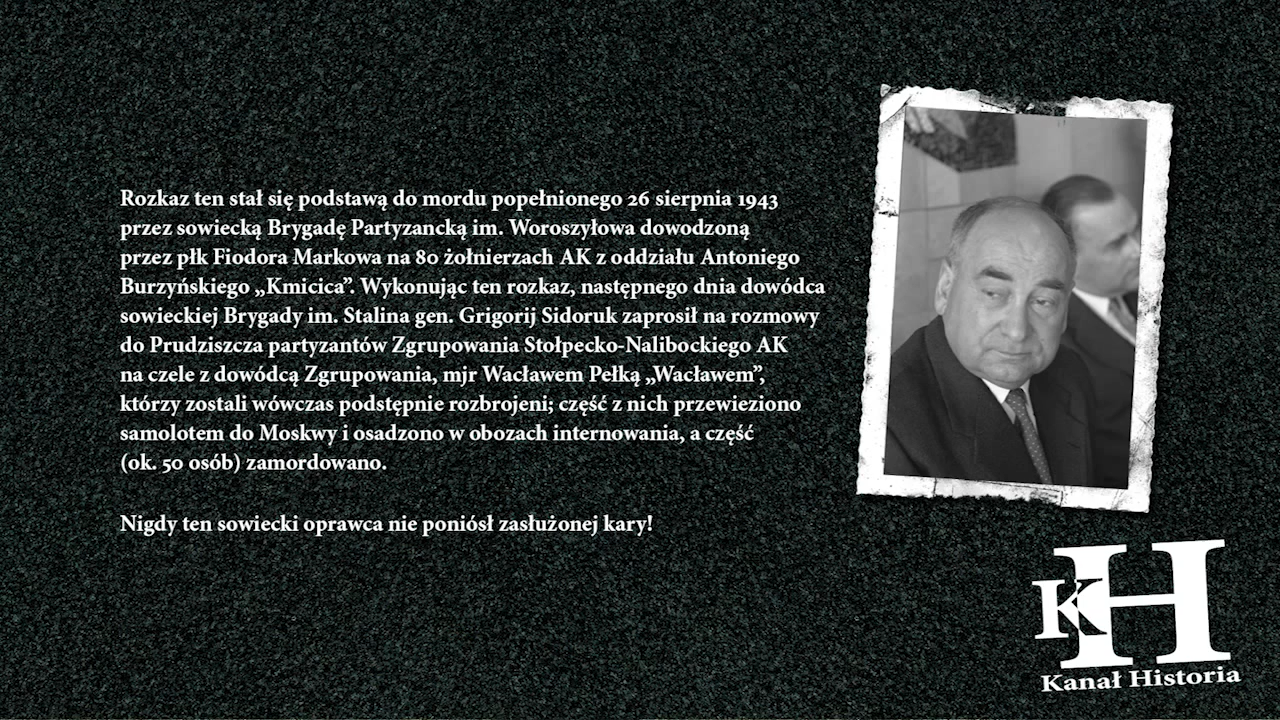 Rozkaz ten stał się podstawą do mordu popełnionego 26 sierpnia 1943
przez sowiecką Brygadę Partyzancką im. Woroszyłowa dowodzoną
przez płk Fiodora Markowa na 80 żołnierzach AK z oddziału Antoniego
Burzyńskiego „Kmicica”. Wykonując ten rozkaz, następnego dnia dowódca
sowieckiej Brygady im. Stalina gen. Grigorij Sidoruk zaprosił na rozmowy
do Prudziszcza partyzantów Zgrupowania Stołpecko-Nalibockiego AK
na czele z dowódcą Zgrupowania, mjr Wacławem Pełką „Wacławem”,
którzy zostali wówczas podstępnie rozbrojeni; część z nich przewieziono
samolotem do Moskwy i osadzono w obozach internowania, a część
(ok. 50 osób) zamordowano.
Nigdy ten sowiecki oprawca nie poniósł zasłużonej kary!
KH
Kanał Historia